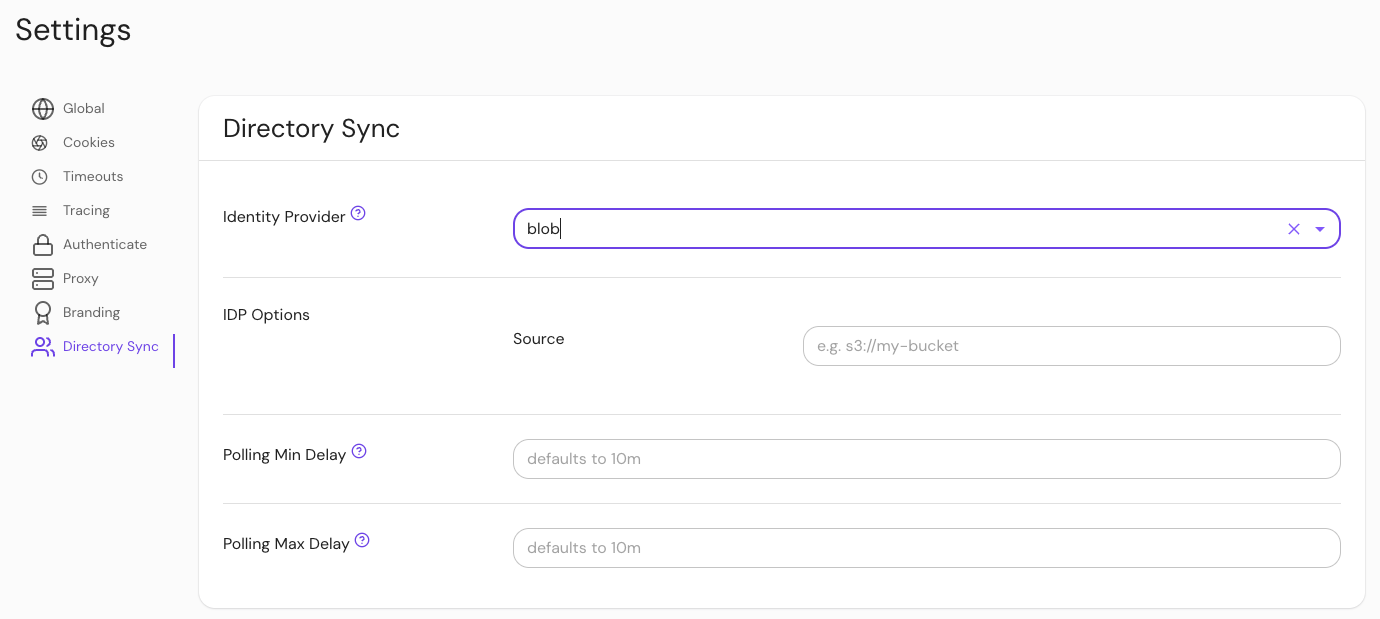 Settings
Global
Cookies
Timeouts
Tracing
Authenticate
Proxy
Branding
Directory Sync
Directory Sync
Identity Provider
blob
IDP Options
Source
e.g. s3://my-bucket
Polling Min Delay
defaults to 10m
Polling Max Delay
defaults to 10m